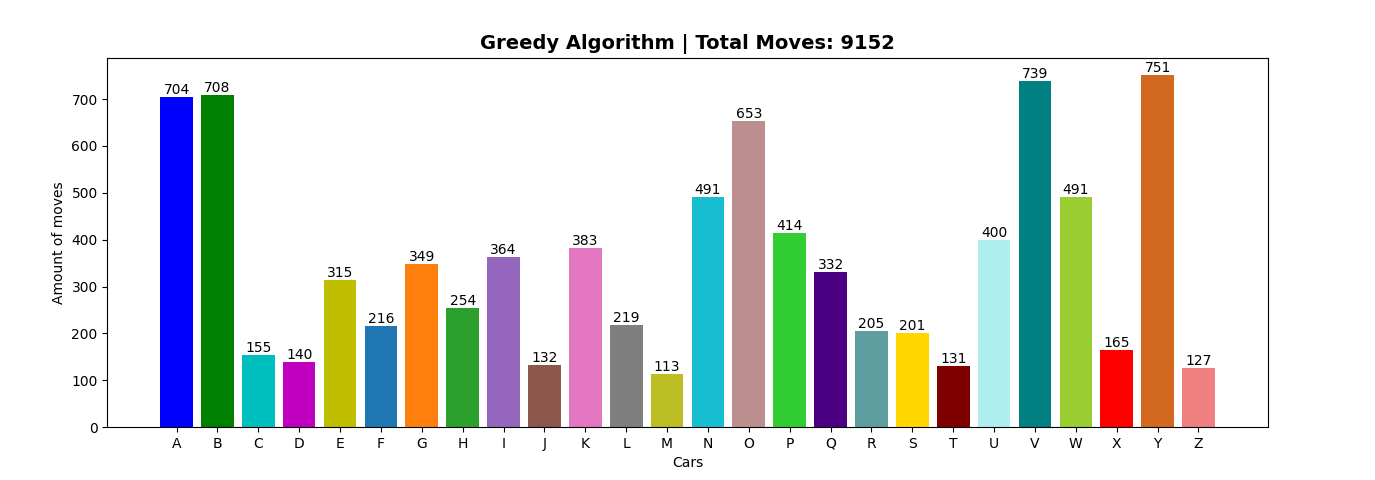 Greedy Algorithm | Total Moves: 9152
Amount of moves
700
600
500
400
300
200
100
0
704 708 155 140 315 216 349 254 364 132 383 219 113 491 653 414 332 205 201 131 400 739 491 165 751 127
A B C D E F G H I J K L M N O P Q R S T U V W X Y Z
Cars